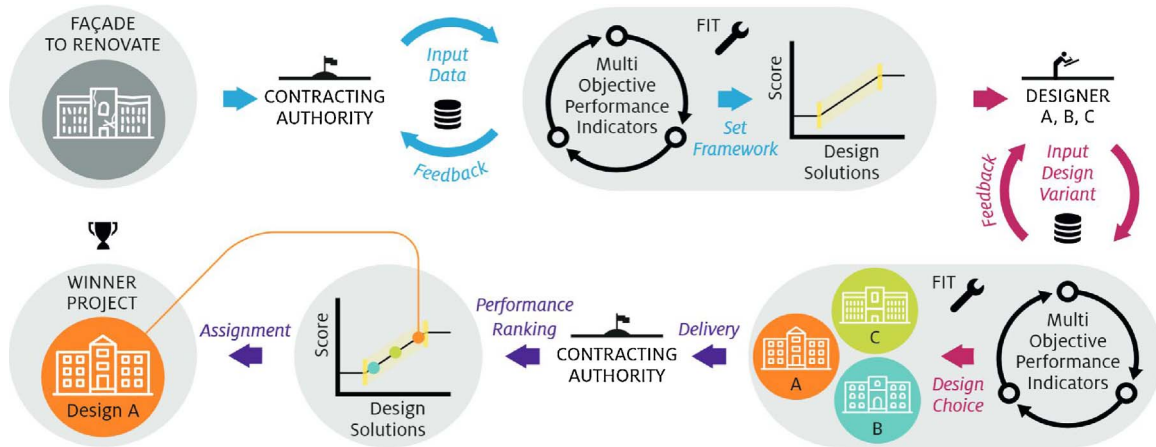 FAÇADE
TO RENOVATE
CONTRACTING
AUTHORITY
Input
Data
Feedback
FIT
Multi
Objective
Performance
Indicators
Set
Framework
Score
Design
Solutions
DESIGNER
A, B, C
Input
Design
Variant
Feedback
WINNER
PROJECT
Design A
Assignment
Score
Design
Solutions
Performance
Ranking
CONTRACTING
AUTHORITY
Delivery
A
C
B
FIT
Design
Choice
Multi
Objective
Performance
Indicators